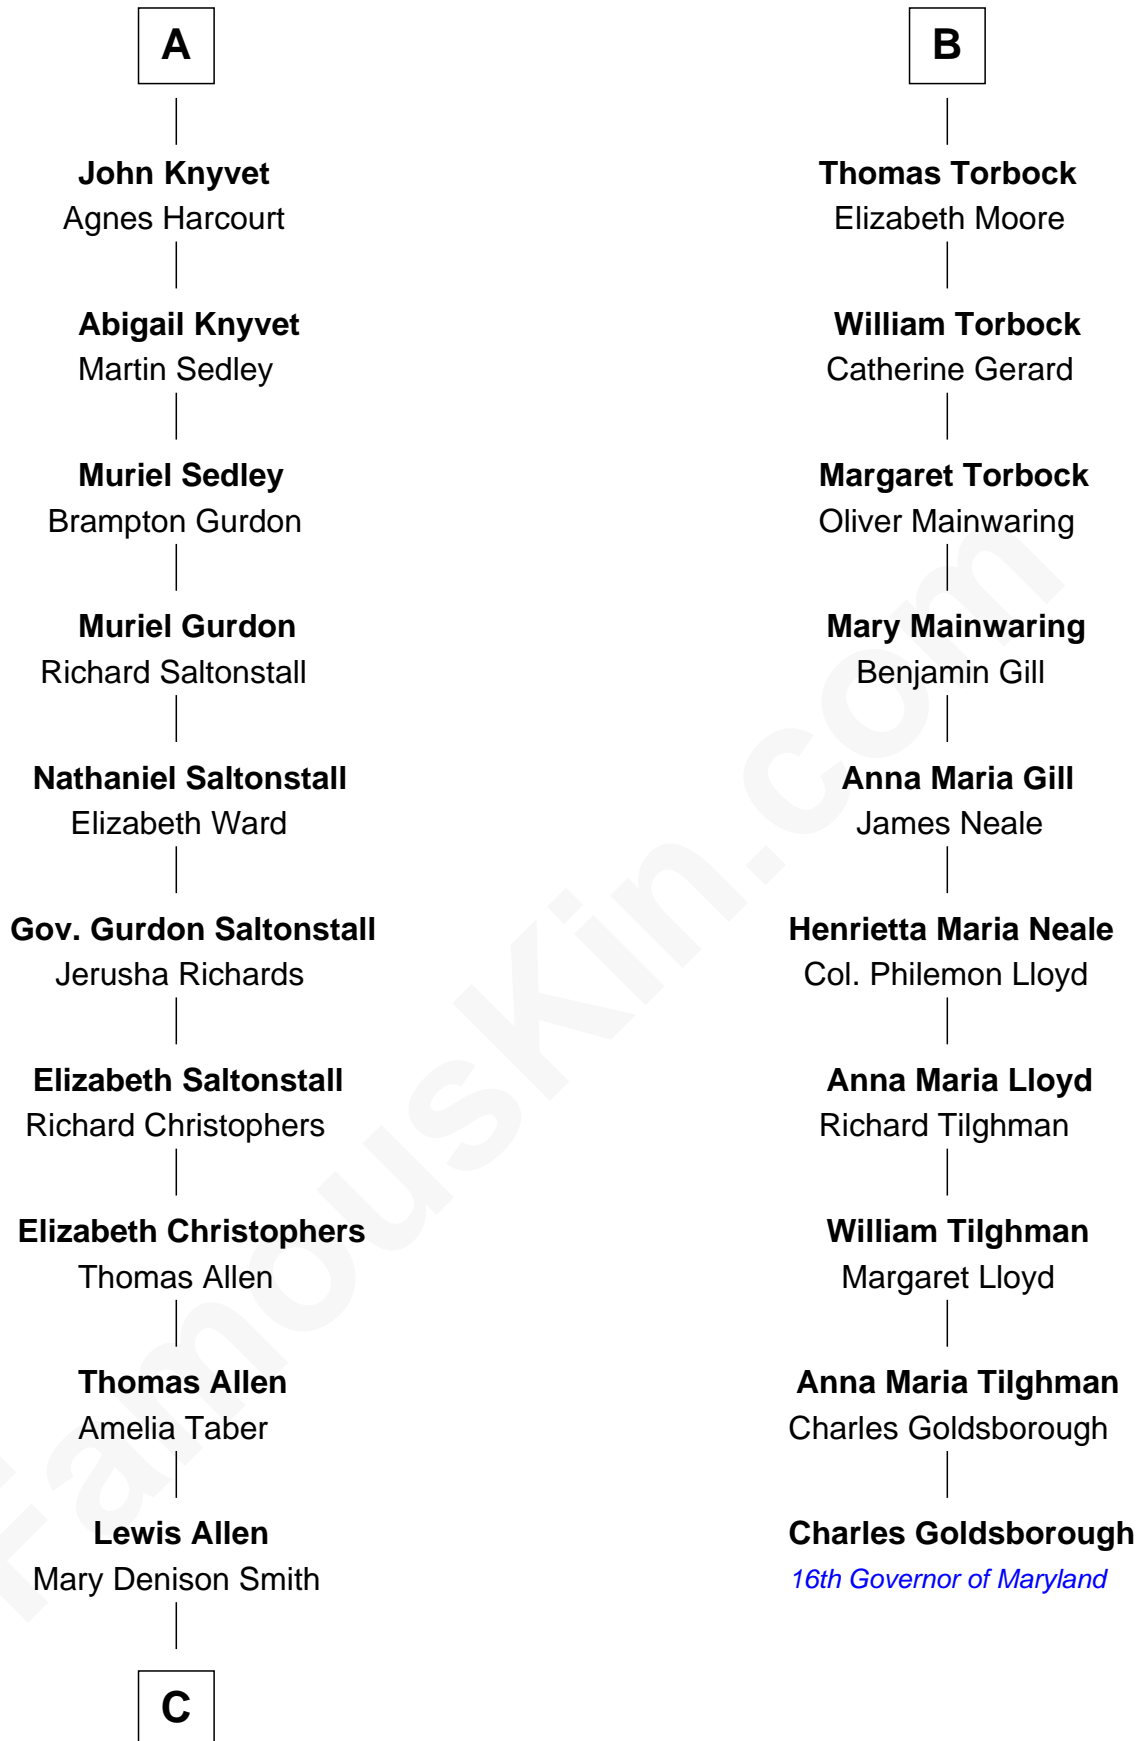 A
John Knyvet
Agnes Harcourt
Abigail Knyvet
Martin Sedley
Muriel Sedley
Brampton Gurdon
Muriel Gurdon
Richard Saltonstall
Nathaniel Saltonstall
Elizabeth Ward
Gov. Gurdon Saltonstall
Jerusha Richards
Elizabeth Saltonstall
Richard Christophers
Elizabeth Christophers
Thomas Allen
Thomas Allen
Amelia Taber
Lewis Allen
Mary Denison Smith
C
B
Thomas Torbock
Elizabeth Moore
William Torbock
Catherine Gerard
Margaret Torbock
Oliver Mainwaring
Mary Mainwaring
Benjamin Gill
Anna Maria Gill
James Neale
Henrietta Maria Neale
Col. Philemon Lloyd
Anna Maria Lloyd
Richard Tilghman
William Tilghman
Margaret Lloyd
Anna Maria Tilghman
Charles Goldsborough
Charles Goldsborough
16th Governor of Maryland
FamousKin.com